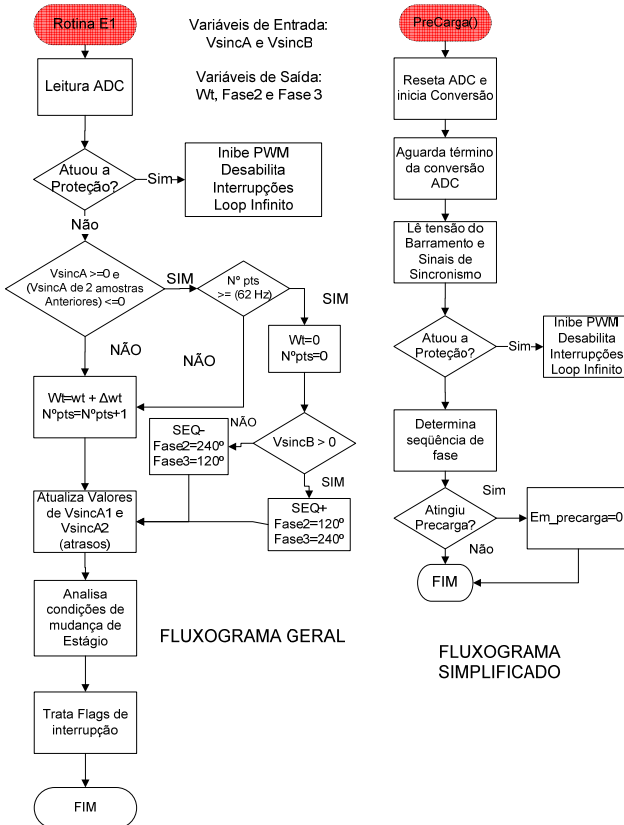 Rotina E1
Variáveis de Entrada:
VsincA e VsincB
Variáveis de Saída:
Wt, Fase2 e Fase 3
Leitura ADC
Atuou a
Proteção?
Sim
Inibe PWM
Desabilita
Interrupções
Loop Infinito
Não
VsincA >=0 e
(VsincA de 2 amostras
Anteriores) <=0
SIM
Nº pts
>= (62 Hz)
SIM
NÃO
NÃO
Wt=0
Nºpts=0
Wt=wt + Δwt
Nºpts=Nºpts+1
VsincB > 0
NÃO
SEQ-
Fase2=240º
Fase3=120º
SIM
SEQ+
Fase2=120º
Fase3=240º
Atualiza Valores
de VsincA1 e
VsincA2
(atrasos)
Analisa
condições de
mudança de
Estágio
FLUXOGRAMA GERAL
Trata Flags de
interrupção
FIM
PreCarga()
Reseta ADC e
inicia Conversão
Aguarda término
da conversão
ADC
Lê tensão do
Barramento e
Sinais de
Sincronismo
Atuou a
Proteção?
Sim
Inibe PWM
Desabilita
Interrupções
Loop Infinito
Determina
seqüência de
fase
Atingiu
Precarga?
Sim
Em_precarga=0
Não
FIM
FLUXOGRAMA
SIMPLIFICADO